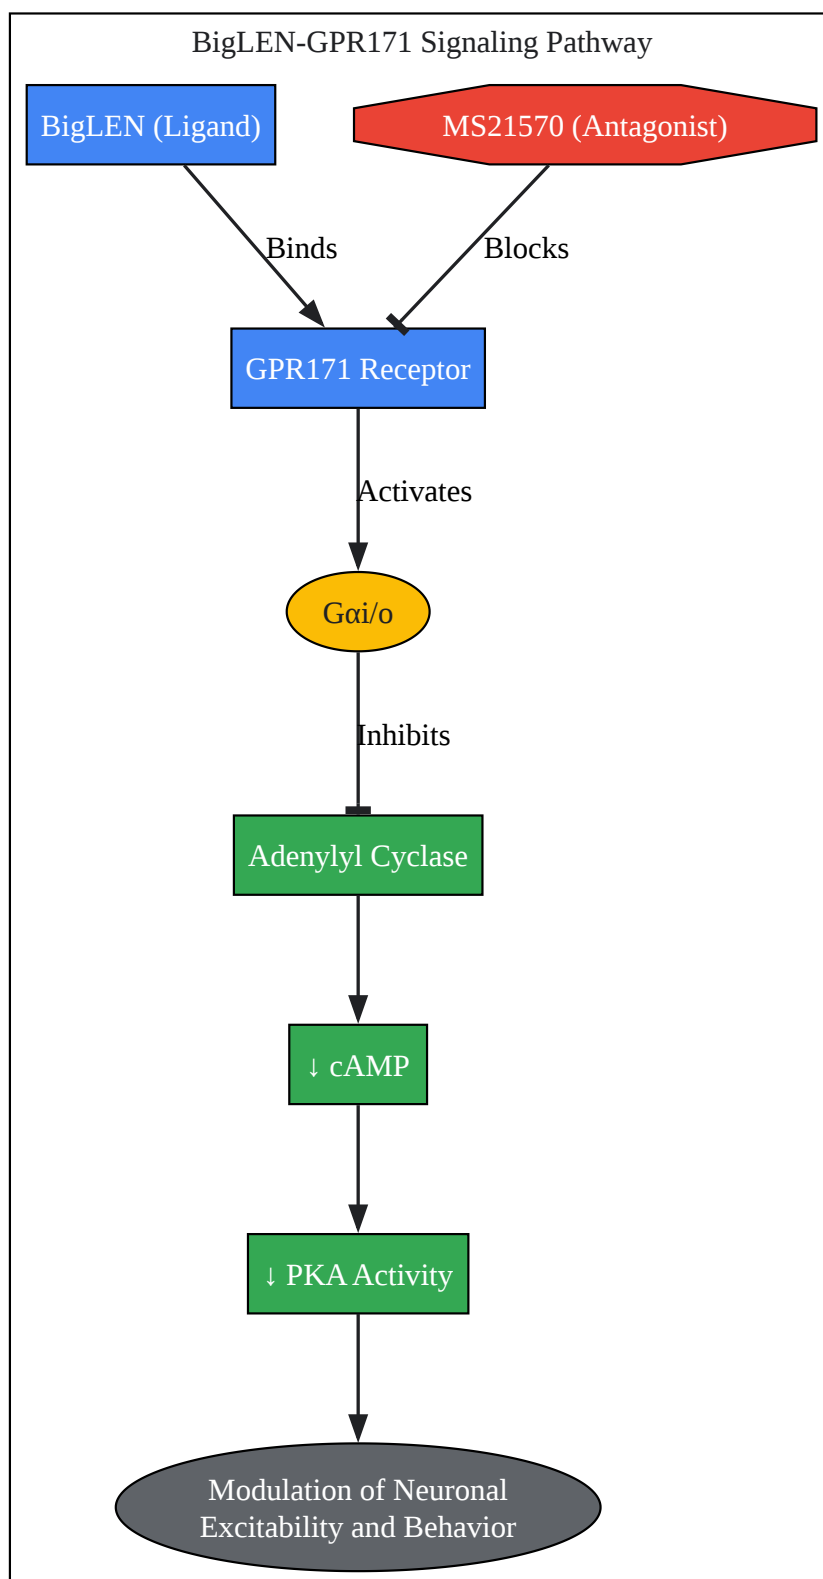 BigLEN-GPR171 Signaling Pathway
BigLEN (Ligand)
MS21570 (Antagonist)
Binds
Blocks
GPR171 Receptor
Activates
Gαi/o
Inhibits
Adenylyl Cyclase
↓ cAMP
↓ PKA Activity
Modulation of Neuronal
Excitability and Behavior